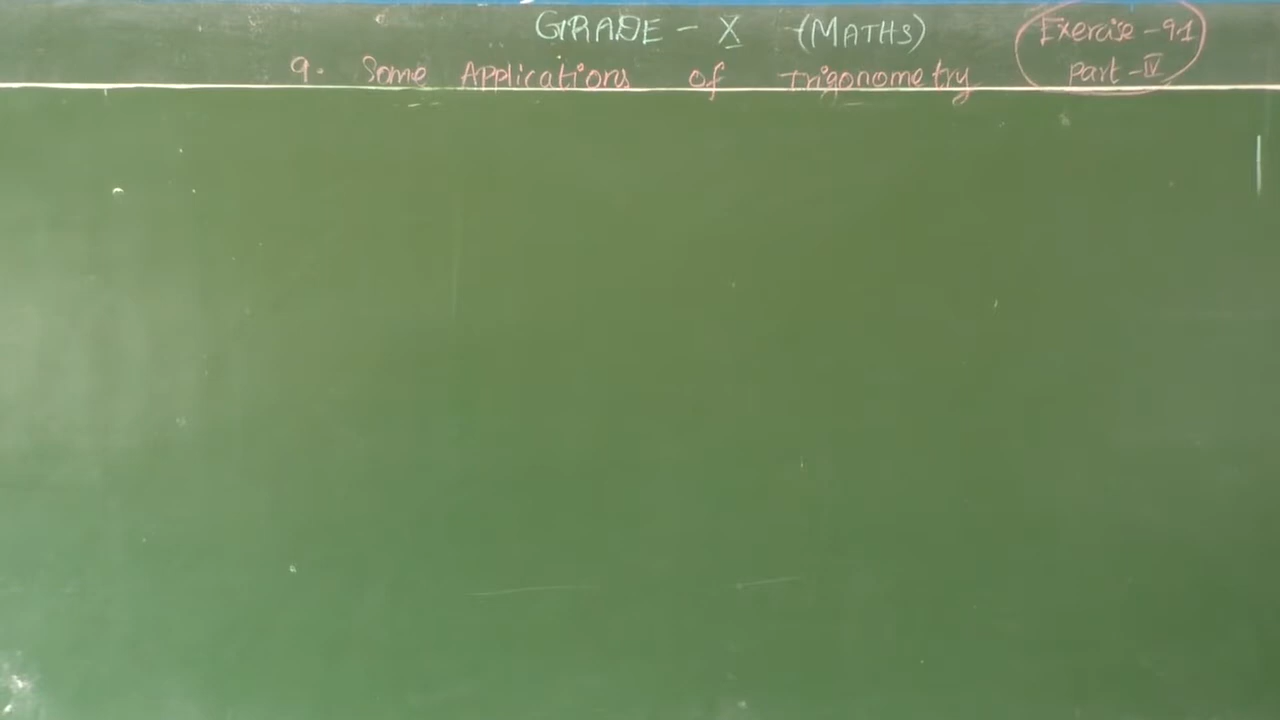 GRADE - X (MATHS)
9. Some Applications of Trigonometry
Exercise - 9.1
part - IV